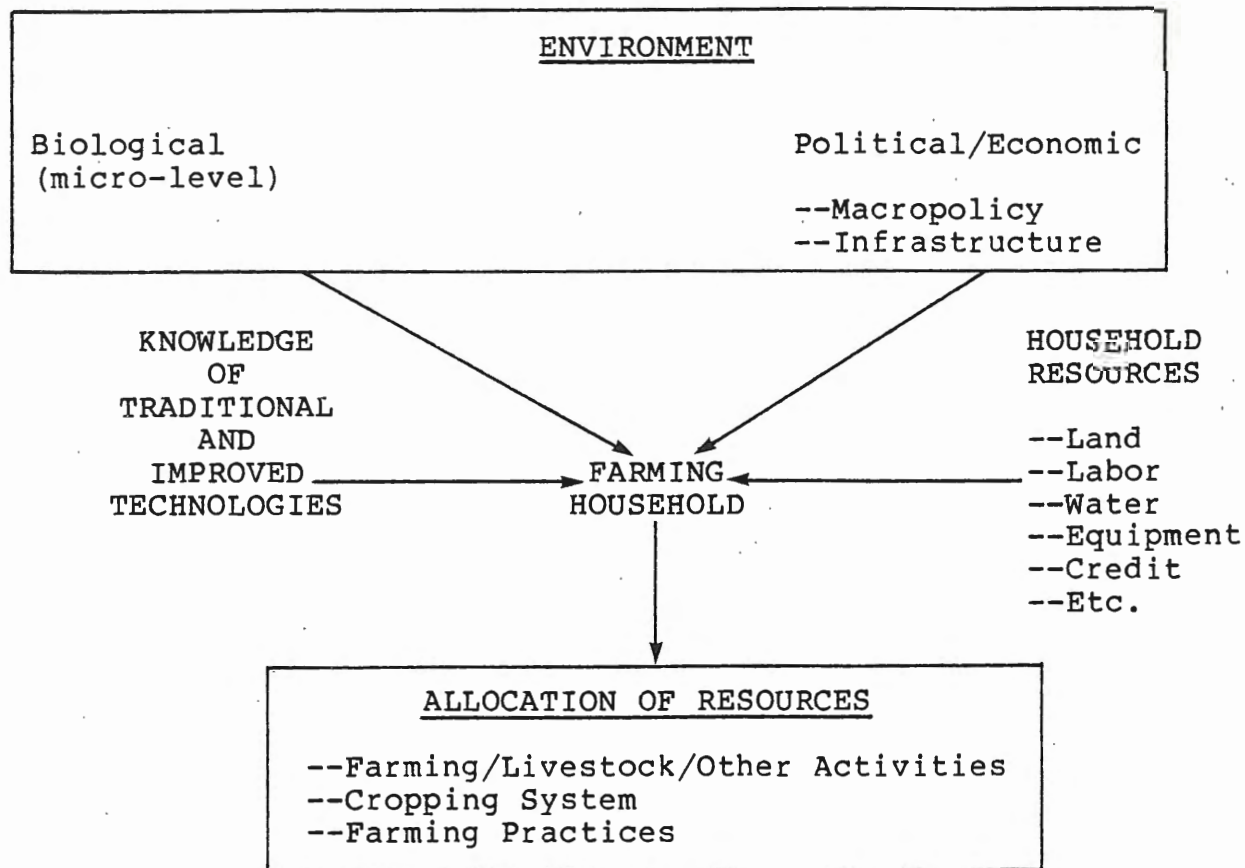 ENVIRONMENT
Biological
(micro-level)
Political/Economic
--Macropolicy
--Infrastructure
KNOWLEDGE
OF
TRADITIONAL
AND
IMPROVED
TECHNOLOGIES
FARMING
HOUSEHOLD
HOUSEHOLD
RESOURCES
--Land
--Labor
--Water
--Equipment
--Credit
--Etc.
ALLOCATION OF RESOURCES
--Farming/Livestock/Other Activities
--Cropping System
--Farming Practices